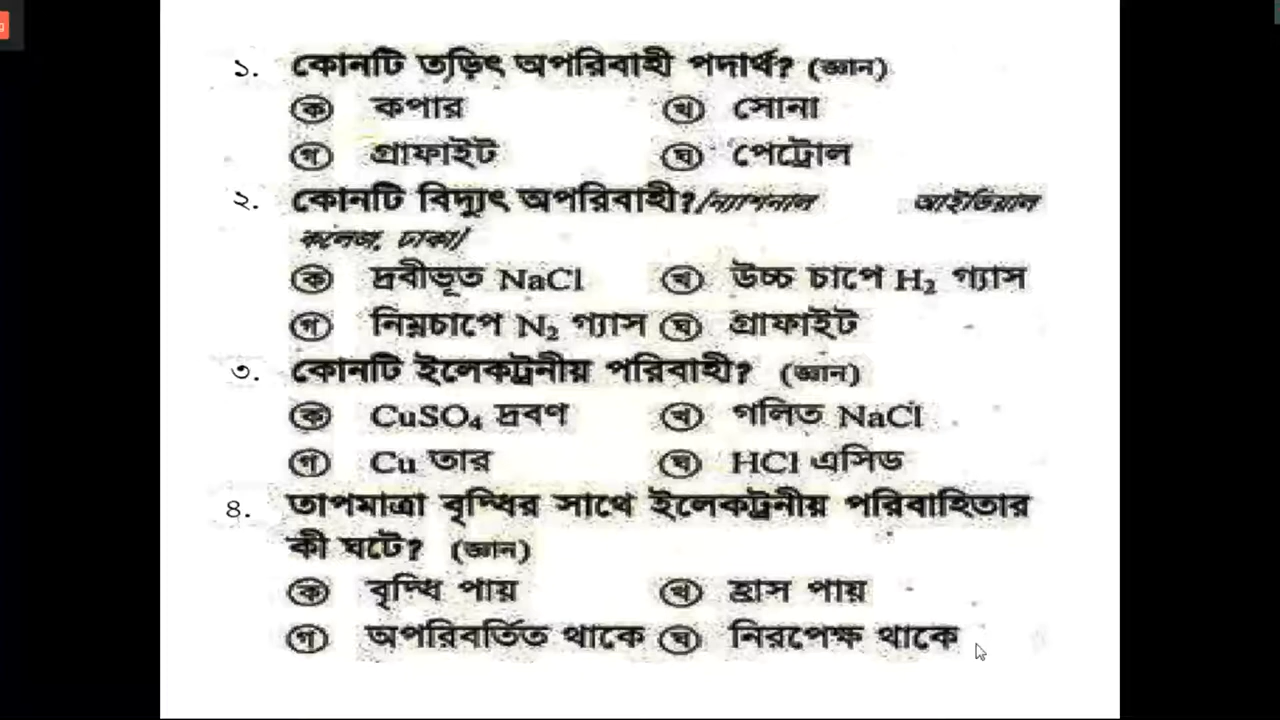 ১. কোনটি তড়িৎ অপরিবাহী পদার্থ? (জ্ঞান)
ক কপার খ সোনা
গ গ্রাফাইট ঘ পেট্রোল
২. কোনটি বিদ্যুৎ অপরিবাহী? [ন্যাশনাল আইডিয়াল
কলেজ, ঢাকা]
ক দ্রবীভূত NaCl খ উচ্চ চাপে H₂ গ্যাস
গ নিম্নচাপে N₂ গ্যাস ঘ গ্রাফাইট
৩. কোনটি ইলেকট্রনীয় পরিবাহী? (জ্ঞান)
ক CuSO₄ দ্রবণ খ গলিত NaCl
গ Cu তার ঘ HCl এসিড
৪. তাপমাত্রা বৃদ্ধির সাথে ইলেকট্রনীয় পরিবাহিতার
কী ঘটে? (জ্ঞান)
ক বৃদ্ধি পায় খ হ্রাস পায়
গ অপরিবর্তিত থাকে ঘ নিরপেক্ষ থাকে